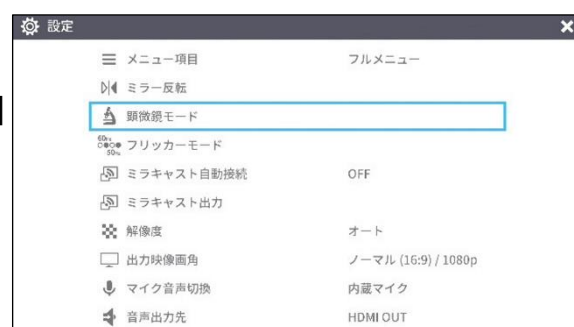 設定
メニュー項目 フルメニュー
ミラー反転
顕微鏡モード
60Hz 50Hz フリッカーモード
ミラキャスト自動接続 OFF
ミラキャスト出力
解像度 オート
出力映像画角 ノーマル (16:9) / 1080p
マイク音声切換 内蔵マイク
音声出力先 HDMI OUT